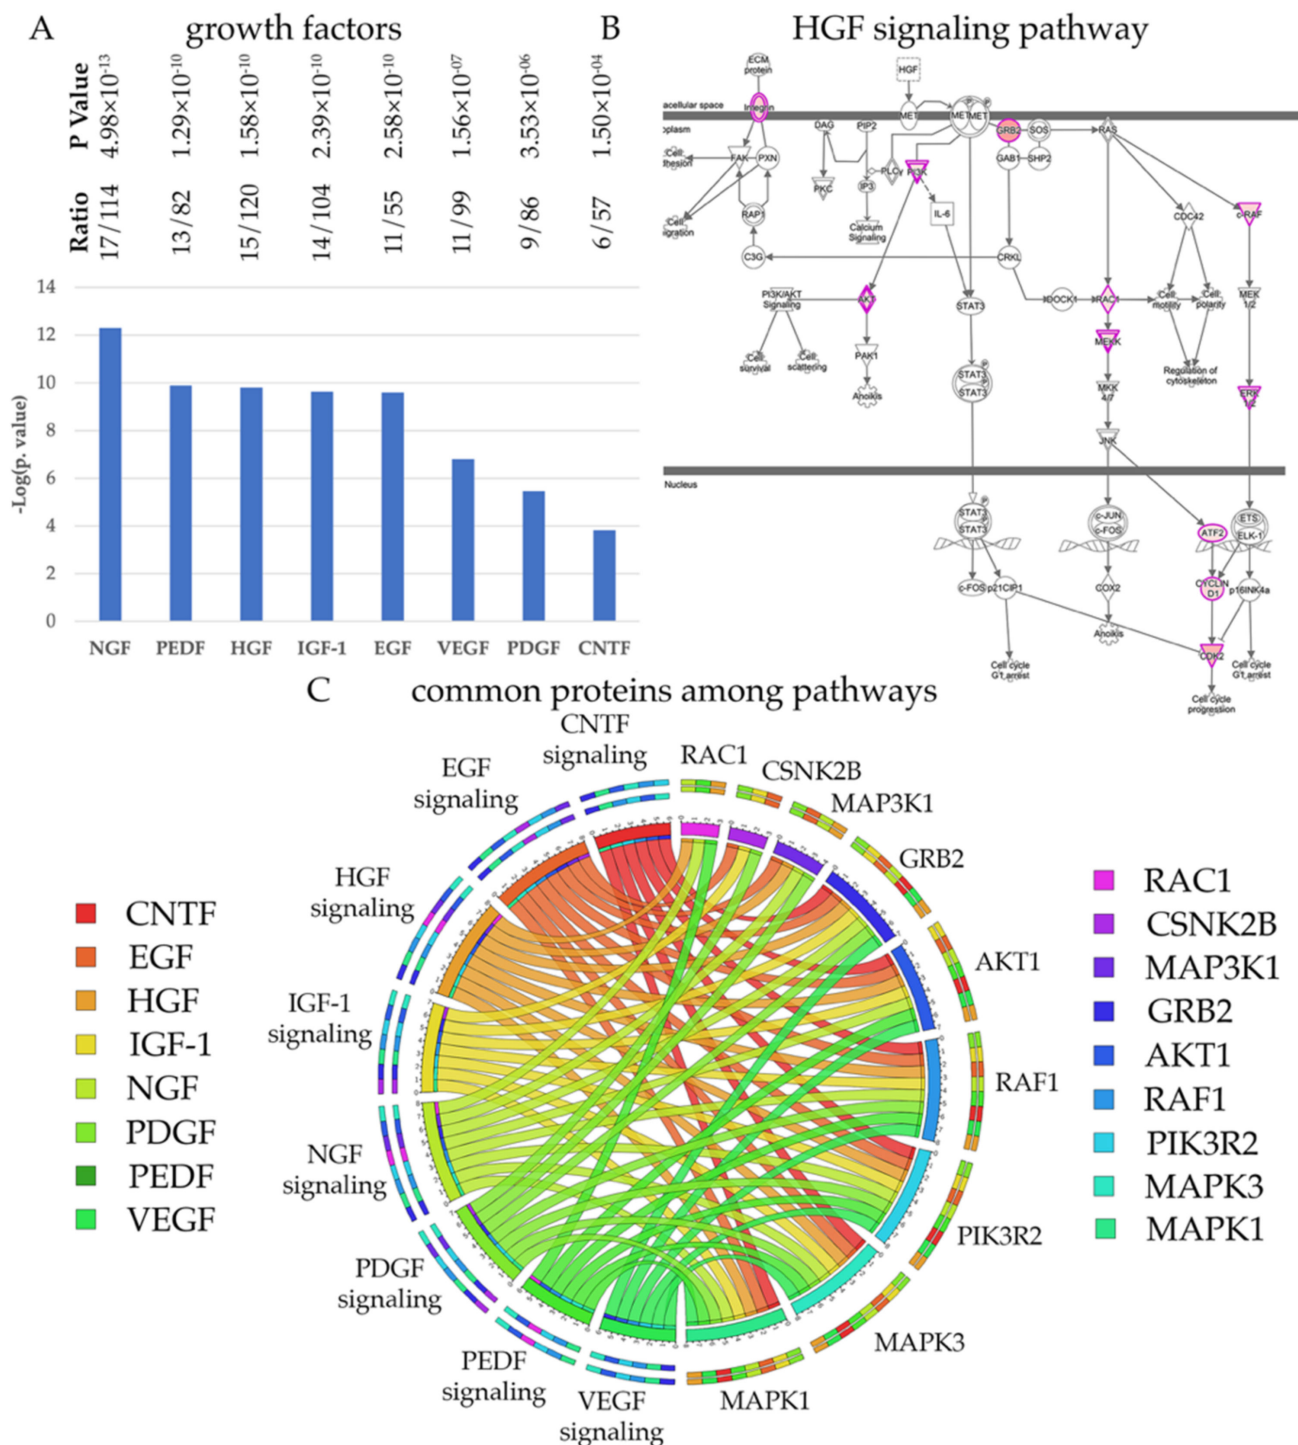 A growth factors
P Value 4.98×10⁻¹³ 1.29×10⁻¹⁰ 1.58×10⁻¹⁰ 2.39×10⁻¹⁰ 2.58×10⁻¹⁰ 1.56×10⁻⁰⁷ 3.53×10⁻⁰⁶ 1.50×10⁻⁰⁴
Ratio 17/114 13/82 15/120 14/104 11/55 11/99 9/86 6/57
-Log(p. value)
14
12
10
8
6
4
2
0
NGF PEDF HGF IGF-1 EGF VEGF PDGF CNTF
B HGF signaling pathway
ECM
protein
HGF
acellular space
Integrin
oplasm
MET
P P
MET MET
DAG
PIP2
GRB2
SOS
RAS
FAK
PXN
GAB1
SHP2
PLCγ
PI3K
PKC
IP3
IL-6
RAP1
CDC42
c-RAF
Calcium
Signaling
C3G
CRKL
PI3K/AKT
Signaling
AKT
STAT3
DOCK1
RAC1
Cell
motility
Cell
polarity
MEK
1/2
MEKK
Cell
survival
Cell
scattering
PAK1
STAT3 P
STAT3 P
MKK
4/7
Regulation of
cytoskeleton
Anoikis
ERK
1/2
JNK
Nucleus
STAT3 P
STAT3 P
c-JUN
c-FOS
ATF2
ETS
ELK-1
c-FOS
p21CIP1
COX2
CYCLIN
D1
p16INK4a
Anoikis
CDK2
Cell cycle
G1 arrest
Cell cycle
G1 arrest
Cell cycle
progression
C common proteins among pathways
CNTF
signaling
EGF
signaling
HGF
signaling
IGF-1
signaling
NGF
signaling
PDGF
signaling
PEDF
signaling
VEGF
signaling
RAC1
CSNK2B
MAP3K1
GRB2
AKT1
RAF1
PIK3R2
MAPK3
MAPK1
CNTF
EGF
HGF
IGF-1
NGF
PDGF
PEDF
VEGF
RAC1
CSNK2B
MAP3K1
GRB2
AKT1
RAF1
PIK3R2
MAPK3
MAPK1